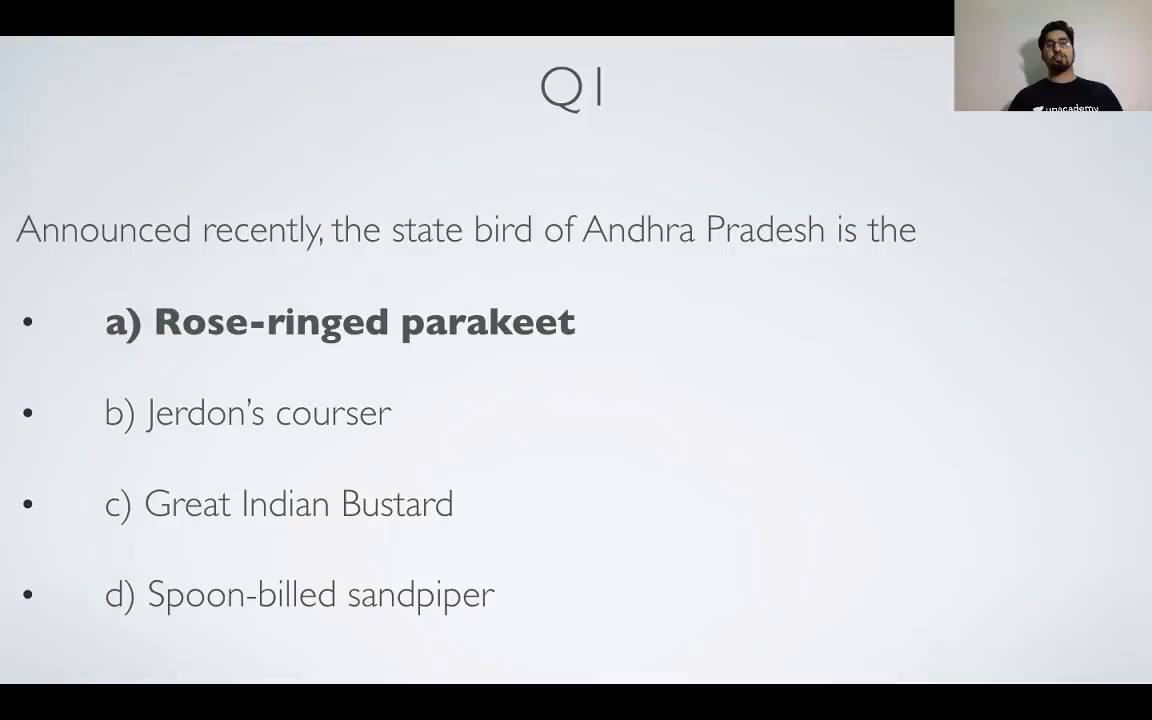 Q1
Announced recently, the state bird of Andhra Pradesh is the
• a) Rose-ringed parakeet
• b) Jerdon’s courser
• c) Great Indian Bustard
• d) Spoon-billed sandpiper
unacademy